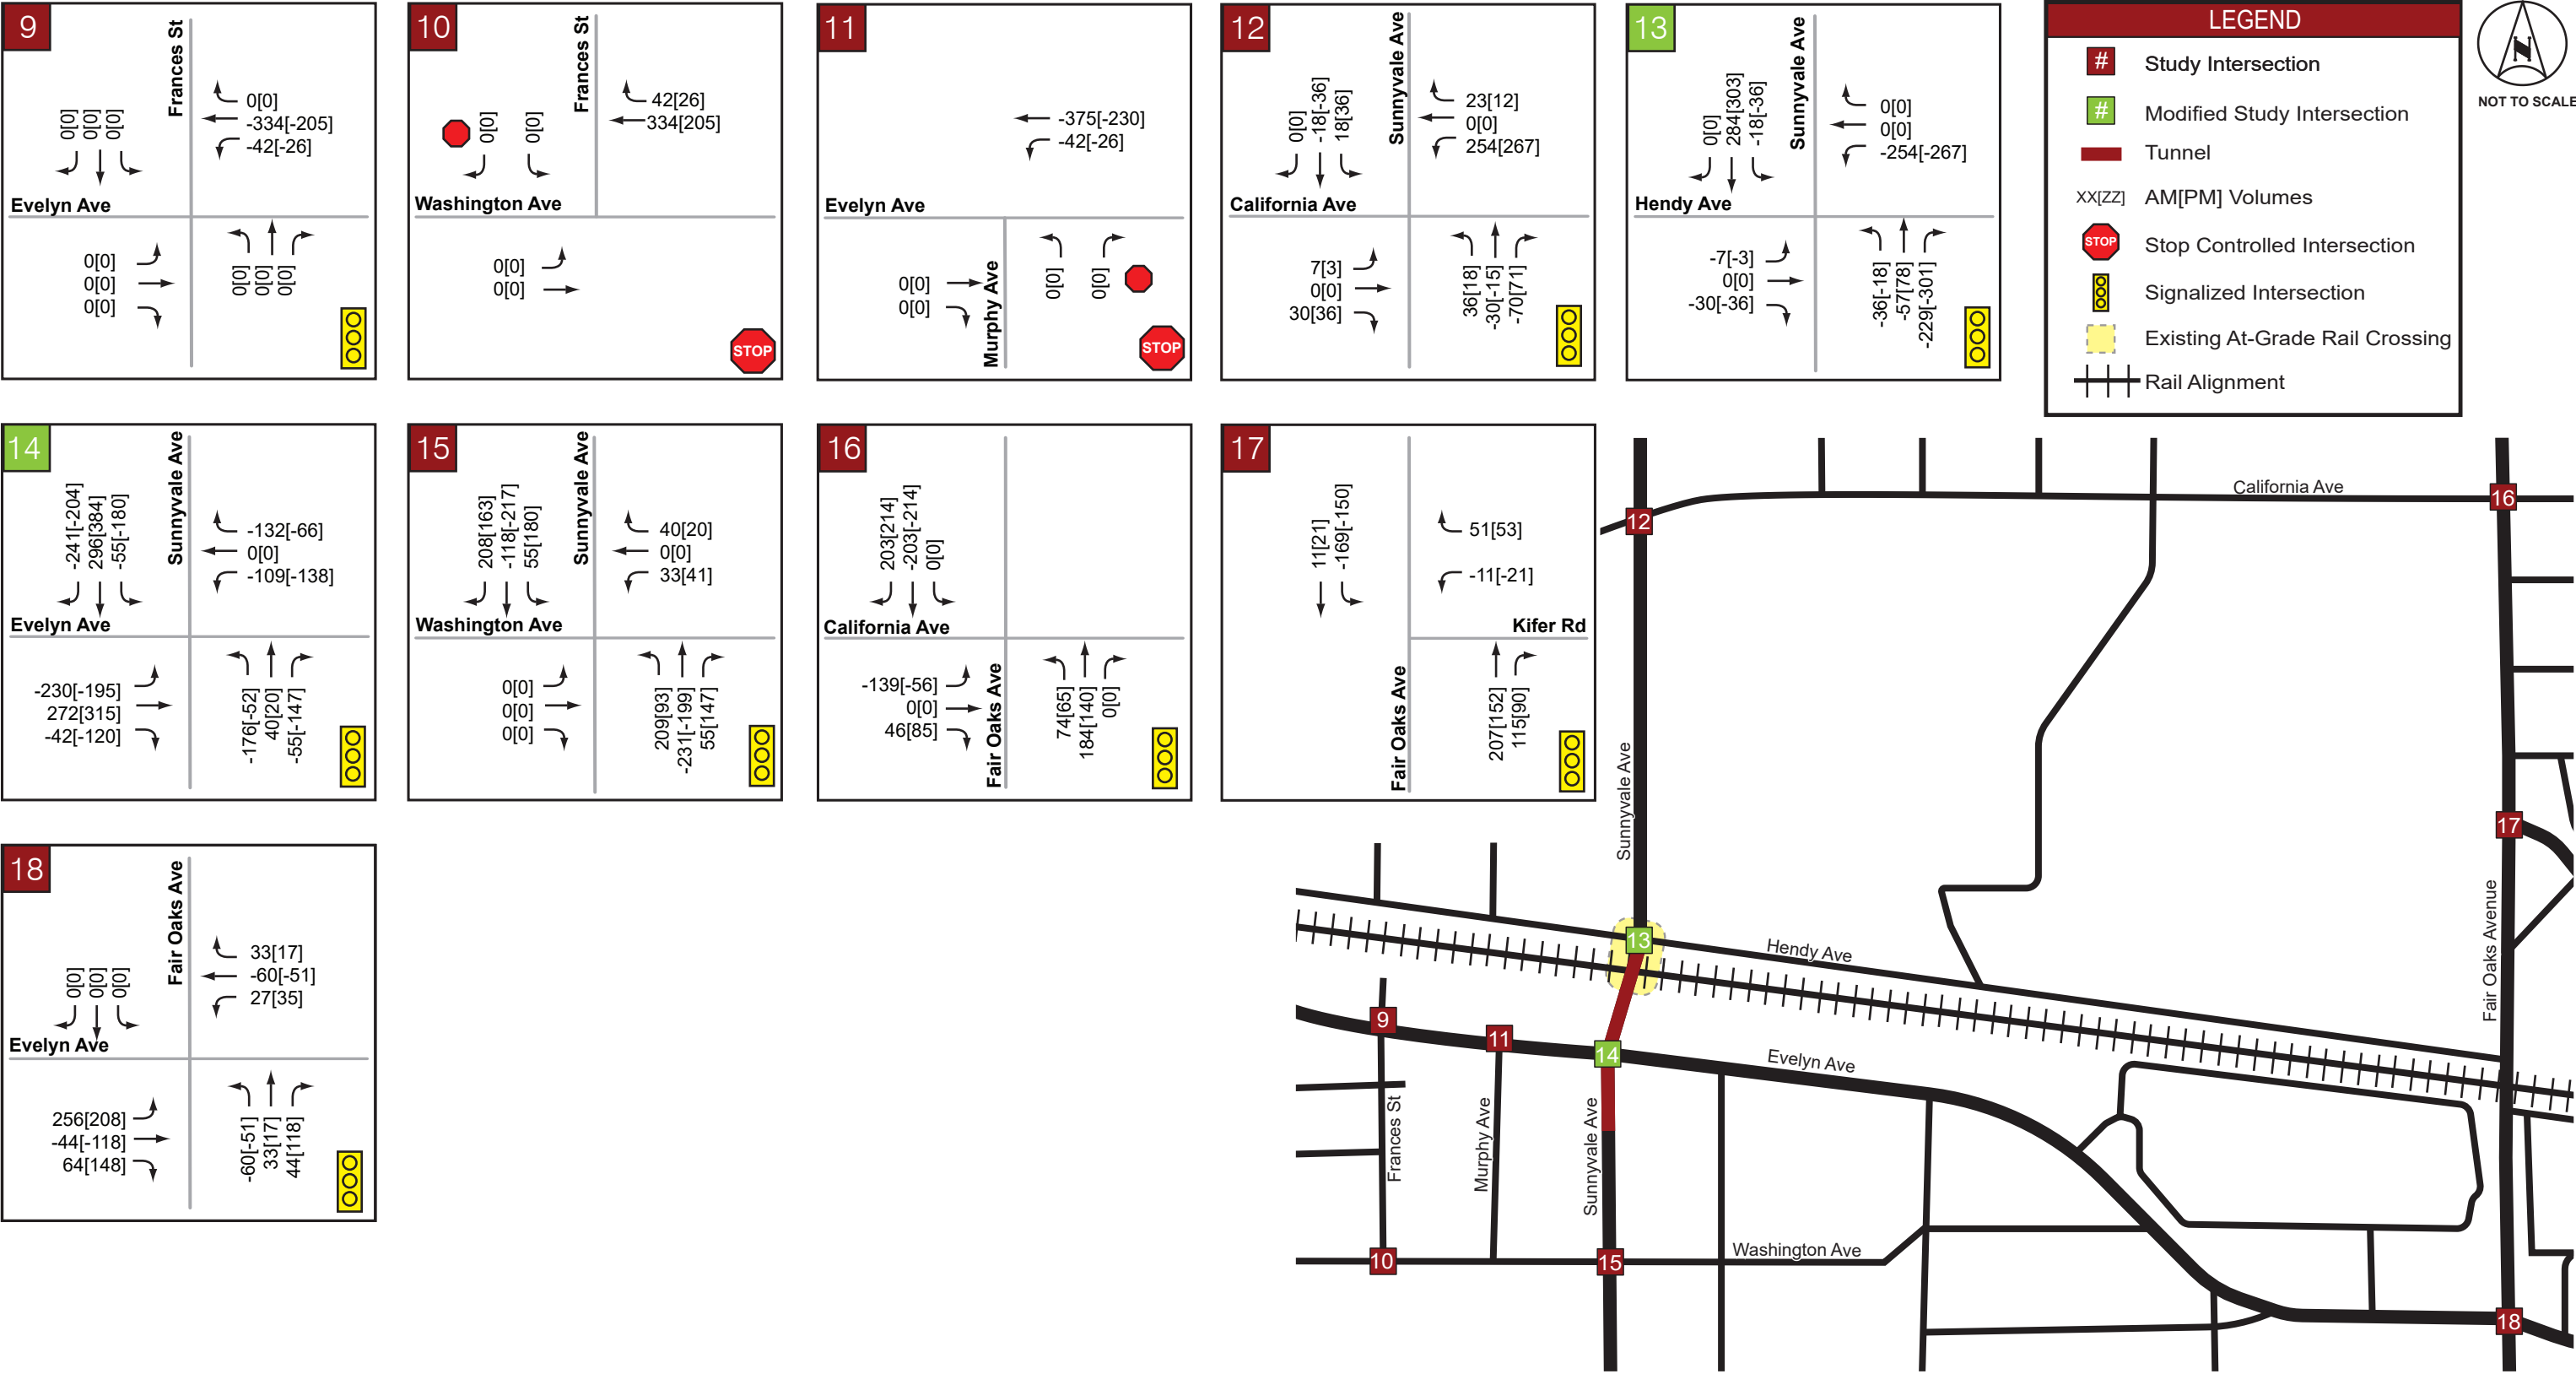 9
Frances St
0[0]
0[0]
0[0]
0[0]
-334[-205]
-42[-26]
Evelyn Ave
0[0]
0[0]
0[0]
0[0]
0[0]
0[0]
10
Frances St
0[0]
0[0]
42[26]
334[205]
Washington Ave
0[0]
0[0]
STOP
11
-375[-230]
-42[-26]
Evelyn Ave
0[0]
0[0]
Murphy Ave
0[0]
0[0]
STOP
12
Sunnyvale Ave
0[0]
-18[-36]
18[36]
23[12]
0[0]
254[267]
California Ave
7[3]
0[0]
30[36]
36[18]
-30[-15]
-70[71]
13
Sunnyvale Ave
0[0]
284[303]
-18[-36]
0[0]
0[0]
-254[-267]
Hendy Ave
-7[-3]
0[0]
-30[-36]
-36[-18]
-57[78]
-229[-301]
LEGEND
# Study Intersection
# Modified Study Intersection
Tunnel
XX[ZZ] AM[PM] Volumes
STOP Stop Controlled Intersection
Signalized Intersection
Existing At-Grade Rail Crossing
Rail Alignment
N
NOT TO SCALE
14
Sunnyvale Ave
-241[-204]
296[384]
-55[-180]
-132[-66]
0[0]
-109[-138]
Evelyn Ave
-230[-195]
272[315]
-42[-120]
-176[-52]
40[20]
-55[-147]
15
Sunnyvale Ave
208[163]
-118[-217]
55[180]
40[20]
0[0]
33[41]
Washington Ave
0[0]
0[0]
0[0]
209[93]
-231[-199]
55[147]
16
203[214]
-203[-214]
0[0]
California Ave
-139[-56]
0[0]
46[85]
Fair Oaks Ave
74[65]
184[140]
0[0]
17
11[21]
-169[-150]
51[53]
-11[-21]
Kifer Rd
Fair Oaks Ave
207[152]
115[90]
18
Fair Oaks Ave
0[0]
0[0]
0[0]
33[17]
-60[-51]
27[35]
Evelyn Ave
256[208]
-44[-118]
64[148]
-60[-51]
33[17]
44[118]
California Ave
12
16
Sunnyvale Ave
17
13
Hendy Ave
Fair Oaks Avenue
9
11
14
Evelyn Ave
Frances St
Murphy Ave
Sunnyvale Ave
10
15
Washington Ave
18